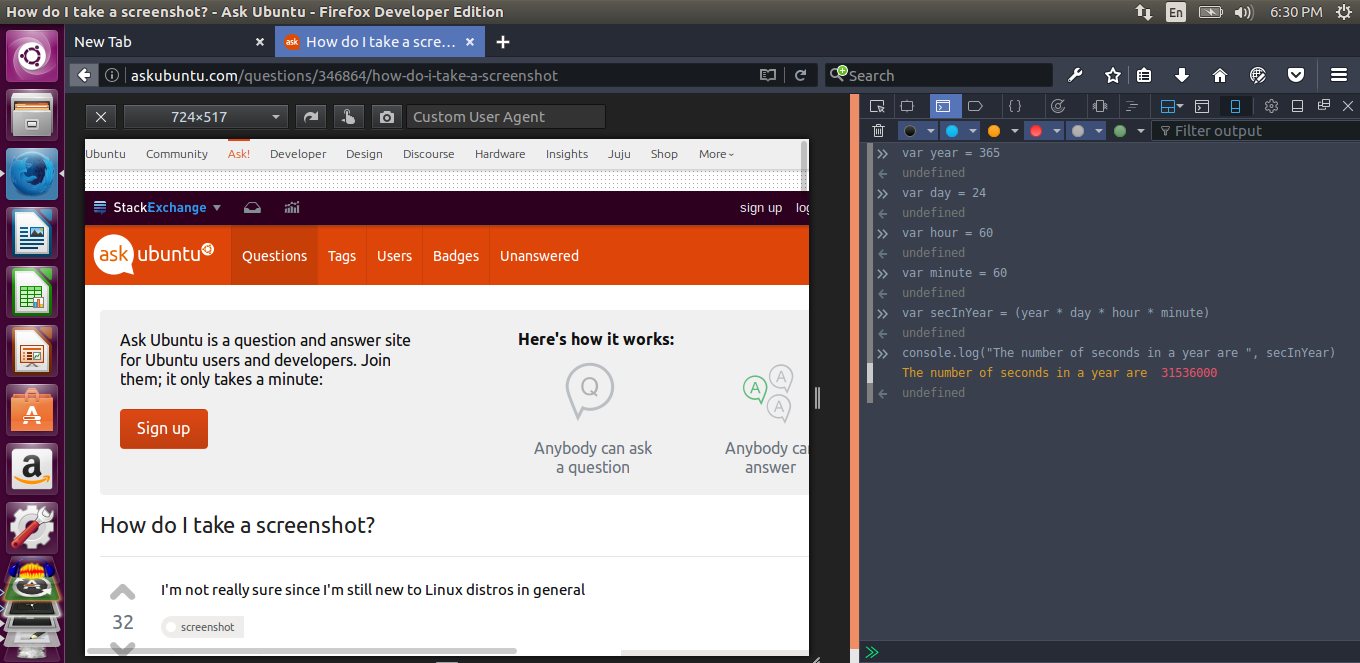 How do I take a screenshot? - Ask Ubuntu - Firefox Developer Edition
En
6:30 PM
New Tab
ask
How do I take a scre...
askubuntu.com/questions/346864/how-do-i-take-a-screenshot
Search
724×517
Custom User Agent
Ubuntu Community Ask! Developer Design Discourse Hardware Insights Juju Shop More
StackExchange
sign up
log
ask ubuntu
Questions Tags Users Badges Unanswered
Ask Ubuntu is a question and answer site
for Ubuntu users and developers. Join
them; it only takes a minute:
Sign up
Here's how it works:
Q
A
A
A
Anybody can ask
a question
Anybody ca
answer
How do I take a screenshot?
32
I'm not really sure since I'm still new to Linux distros in general
screenshot
Filter output
var year = 365
undefined
var day = 24
undefined
var hour = 60
undefined
var minute = 60
undefined
var secInYear = (year * day * hour * minute)
undefined
console.log("The number of seconds in a year are ", secInYear)
The number of seconds in a year are 31536000
undefined